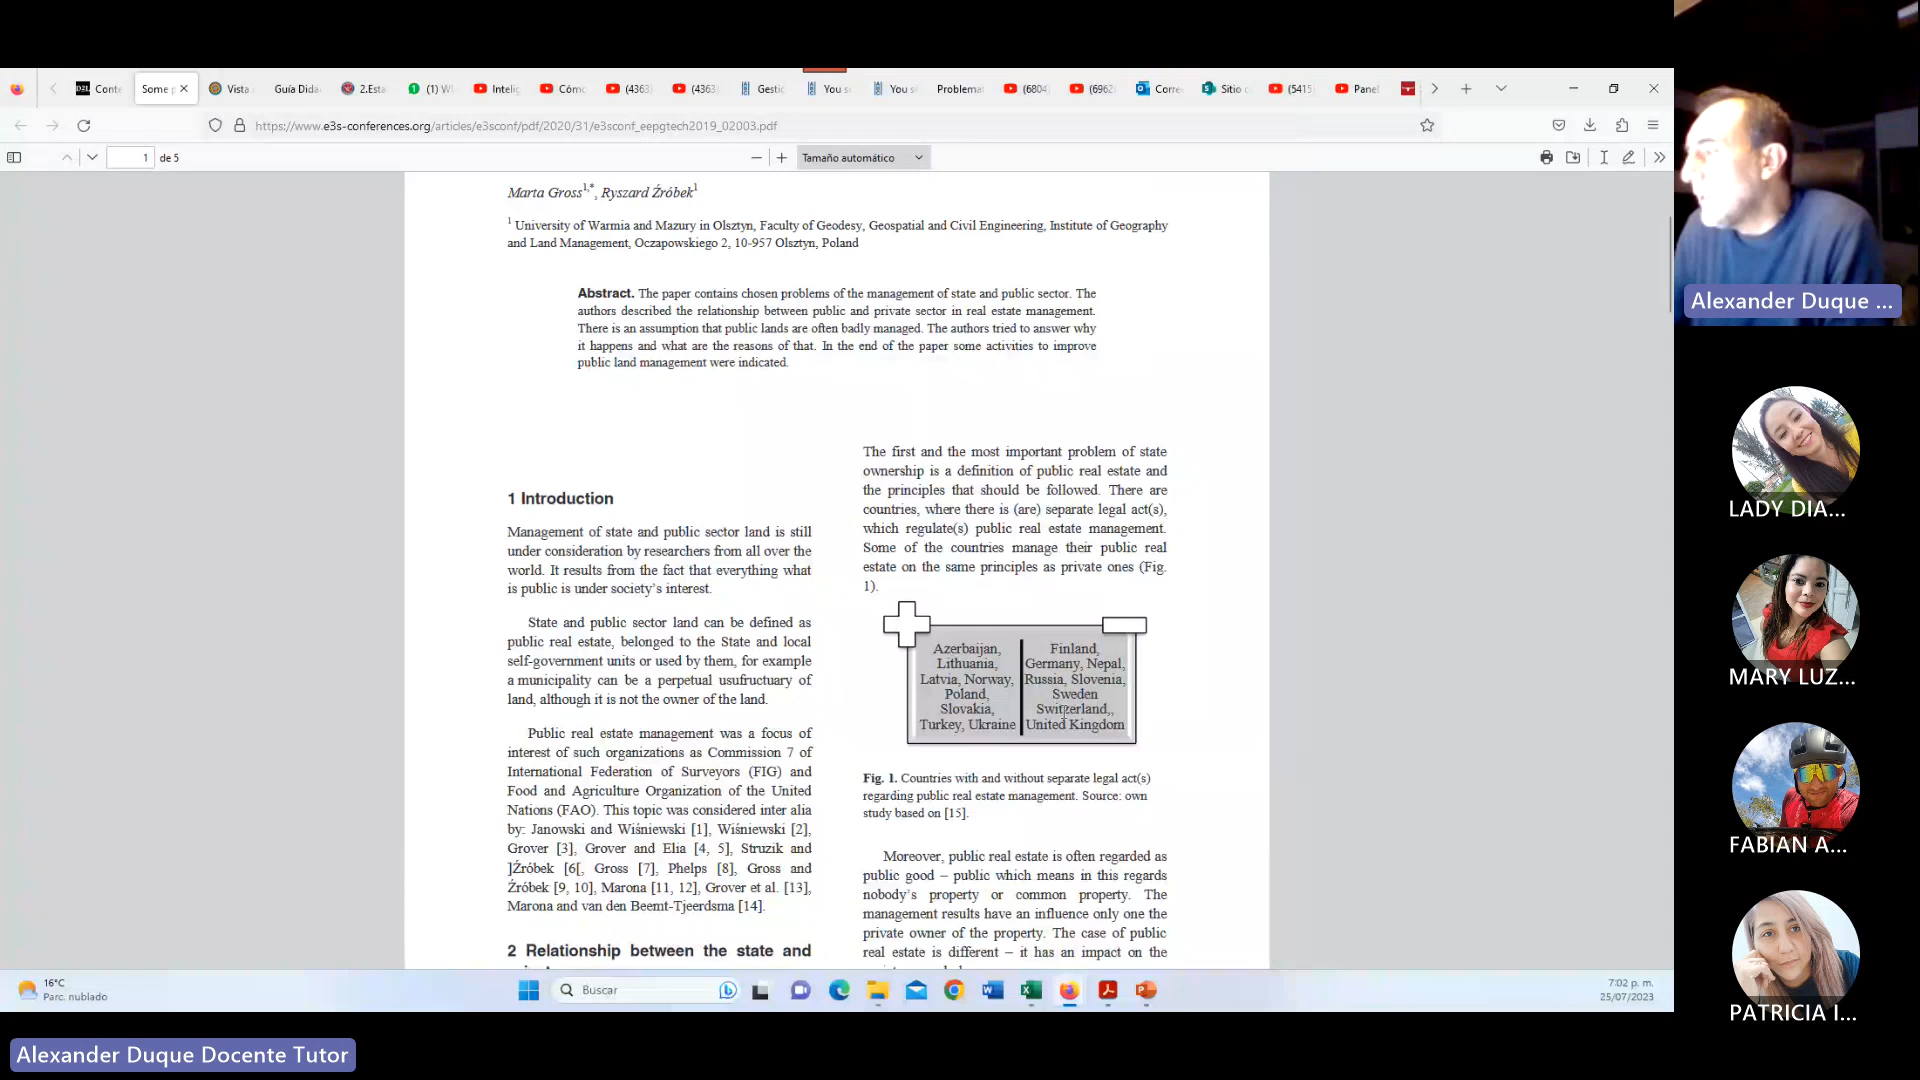 Conte
Some p
Vista
Guía Dida
2.Esta
(1) W
Intelig
Cómo
(4363
(4363
Gestio
You s
You s
Problema
(6804
(6962
Corre
Sitio
(5415
Panel
https://www.e3s-conferences.org/articles/e3sconf/pdf/2020/31/e3sconf_eepgtech2019_02003.pdf
1 de 5
Tamaño automático
Marta Gross1,*, Ryszard Źróbek1
1 University of Warmia and Mazury in Olsztyn, Faculty of Geodesy, Geospatial and Civil Engineering, Institute of Geography
and Land Management, Oczapowskiego 2, 10-957 Olsztyn, Poland
Abstract. The paper contains chosen problems of the management of state and public sector. The
authors described the relationship between public and private sector in real estate management.
There is an assumption that public lands are often badly managed. The authors tried to answer why
it happens and what are the reasons of that. In the end of the paper some activities to improve
public land management were indicated.
1 Introduction
Management of state and public sector land is still
under consideration by researchers from all over the
world. It results from the fact that everything what
is public is under society's interest.
State and public sector land can be defined as
public real estate, belonged to the State and local
self-government units or used by them, for example
a municipality can be a perpetual usufructuary of
land, although it is not the owner of the land.
Public real estate management was a focus of
interest of such organizations as Commission 7 of
International Federation of Surveyors (FIG) and
Food and Agriculture Organization of the United
Nations (FAO). This topic was considered inter alia
by: Janowski and Wiśniewski [1], Wiśniewski [2],
Grover [3], Grover and Elia [4, 5], Struzik and
]Źróbek [6[, Gross [7], Phelps [8], Gross and
Źróbek [9, 10], Marona [11, 12], Grover et al. [13],
Marona and van den Beemt-Tjeerdsma [14].
2 Relationship between the state and
The first and the most important problem of state
ownership is a definition of public real estate and
the principles that should be followed. There are
countries, where there is (are) separate legal act(s),
which regulate(s) public real estate management.
Some of the countries manage their public real
estate on the same principles as private ones (Fig.
1).
Azerbaijan,
Lithuania,
Latvia, Norway,
Poland,
Slovakia,
Turkey, Ukraine
Finland,
Germany, Nepal,
Russia, Slovenia,
Sweden
Switzerland,,
United Kingdom
Fig. 1. Countries with and without separate legal act(s)
regarding public real estate management. Source: own
study based on [15].
Moreover, public real estate is often regarded as
public good – public which means in this regards
nobody's property or common property. The
management results have an influence only one the
private owner of the property. The case of public
real estate is different – it has an impact on the
16°C
Parc. nublado
Buscar
7:02 p. m.
25/07/2023
Alexander Duque ...
LADY DIA...
MARY LUZ...
FABIAN A...
PATRICIA I...
Alexander Duque Docente Tutor